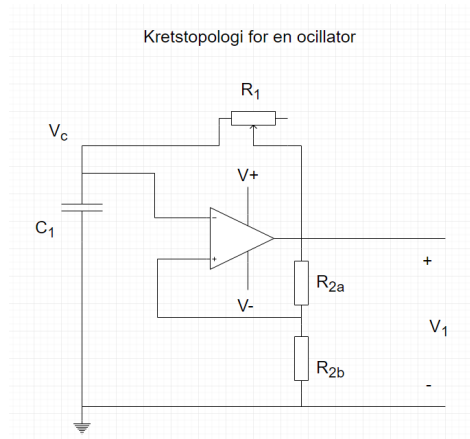 Kretstopologi for en ocillator
R1
Vc
V+
C1
-
+
+
R2a
V-
V1
R2b
-